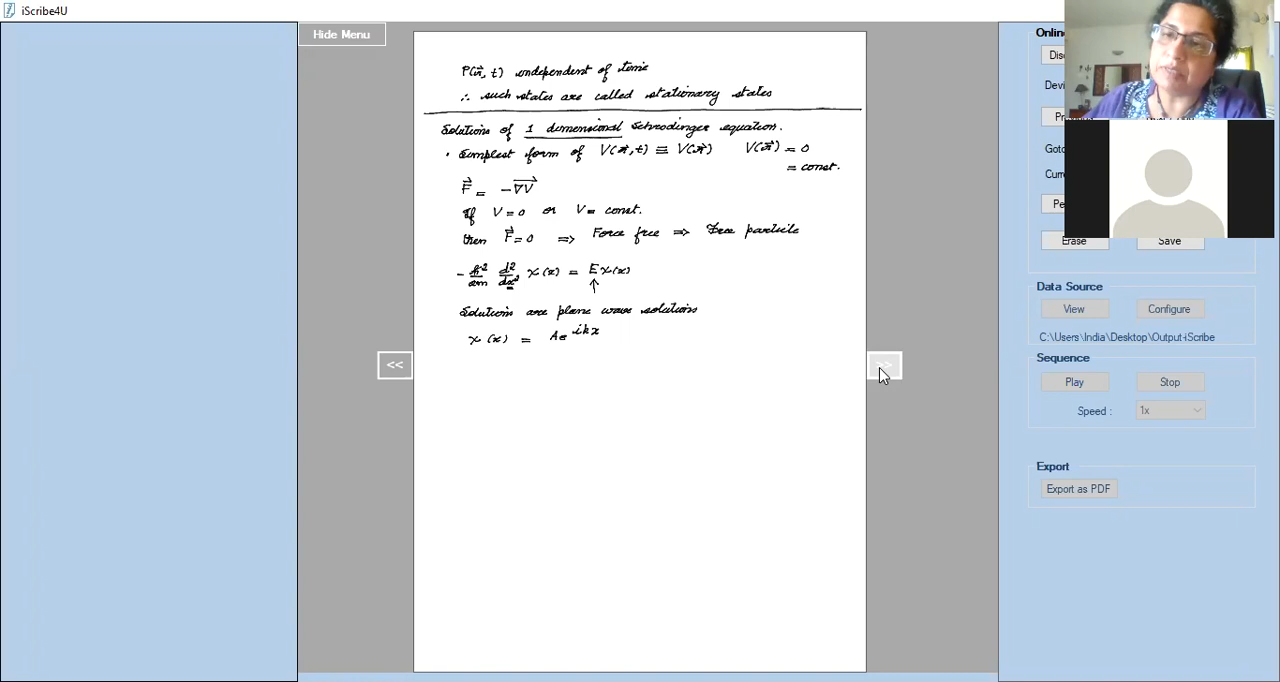 iScribe4U
Hide Menu
P(r⃗, t) independent of time
∴ such states are called stationary states
Solutions of 1 dimensional Schrodinger equation.
· Simplest form of V(r⃗, t) ≡ V(r⃗) V(r⃗) = 0
= const.
F⃗ = -∇V
If V = 0 or V = const.
then F⃗ = 0 ⇒ Force free ⇒ Free particle
- ħ²/2m d²/dx² χ(x) = E χ(x)
↑
Solutions are plane wave solutions
χ(x) = A e^{ikx}
<<
>>
Erase
Save
Data Source
View
Configure
C:\Users\India\Desktop\Output-iScribe
Sequence
Play
Stop
Speed :
1x
Export
Export as PDF